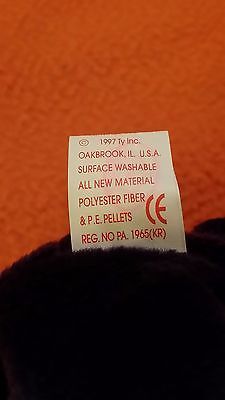 © 1997 Ty Inc.
OAKBROOK, IL. U.S.A.
SURFACE WASHABLE
ALL NEW MATERIAL
POLYESTER FIBER
& P.E. PELLETS CE
REG. NO PA. 1965(KR)